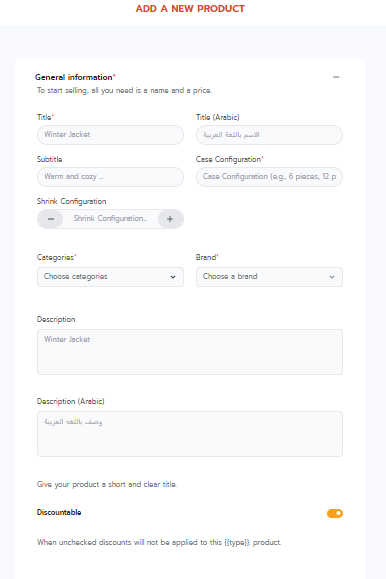 ADD A NEW PRODUCT
General information*
To start selling, all you need is a name and a price.
Title*
Title (Arabic)
Winter Jacket
الاسم باللغة العربية
Subtitle
Case Configuration*
Warm and cozy ...
Case Configuration (e.g., 6 pieces, 12 p
Shrink Configuration
− Shrink Configuration... +
Categories*
Brand*
Choose categories
Choose a brand
Description
Winter Jacket
Description (Arabic)
وصف باللغه العربية
Give your product a short and clear title.
Discountable
When unchecked discounts will not be applied to this {{type}}. product.